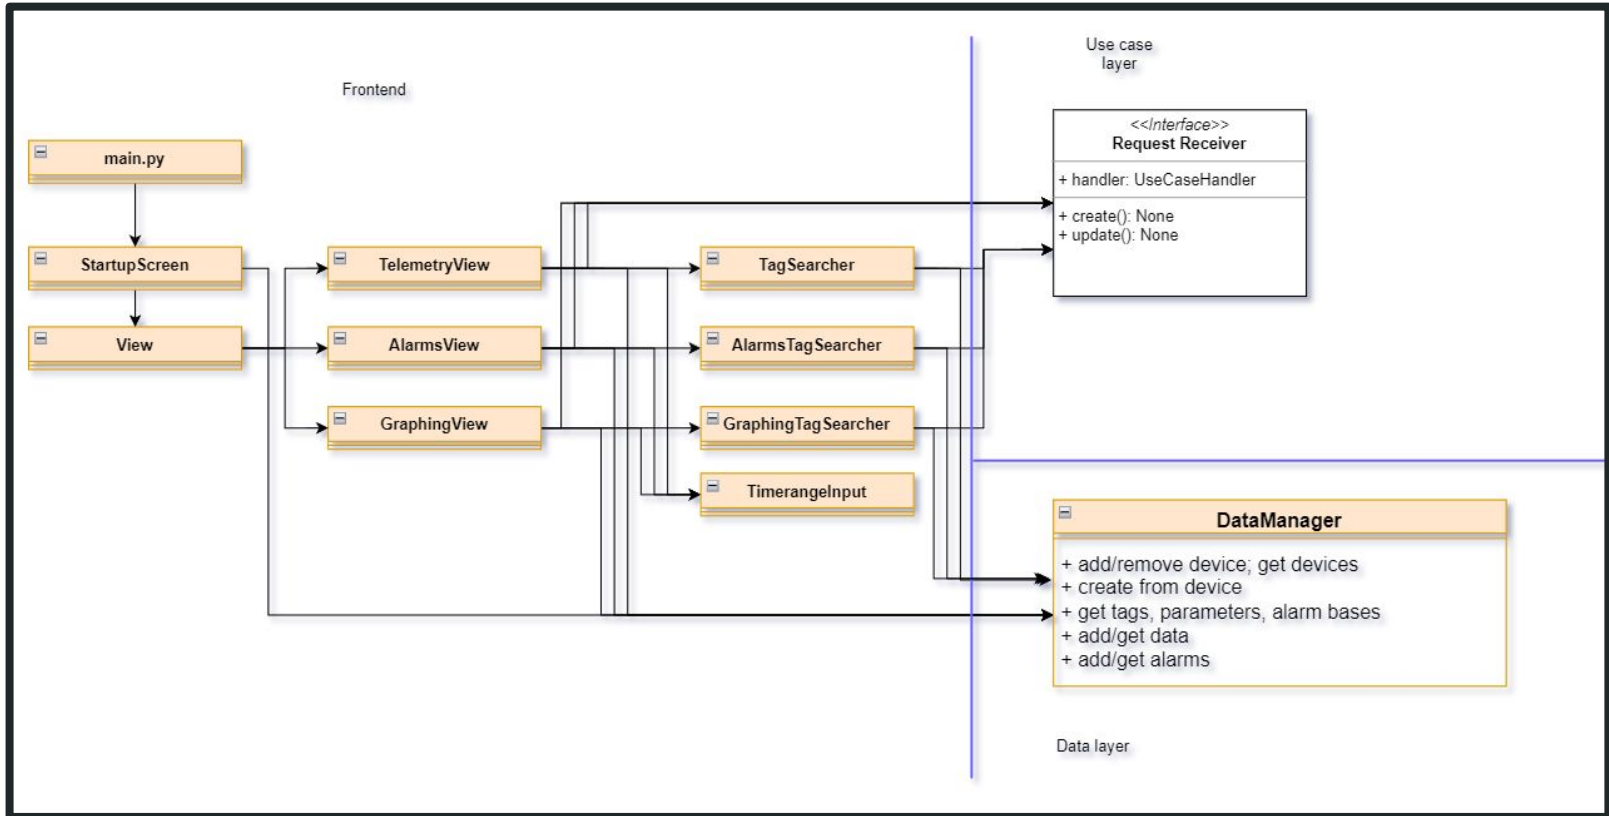 Frontend
Use case
layer
<<Interface>>
Request Receiver
+ handler: UseCaseHandler
+ create(): None
+ update(): None
main.py
StartupScreen
View
TelemetryView
AlarmsView
GraphingView
TagSearcher
AlarmsTagSearcher
GraphingTagSearcher
TimerangeInput
DataManager
+ add/remove device; get devices
+ create from device
+ get tags, parameters, alarm bases
+ add/get data
+ add/get alarms
Data layer